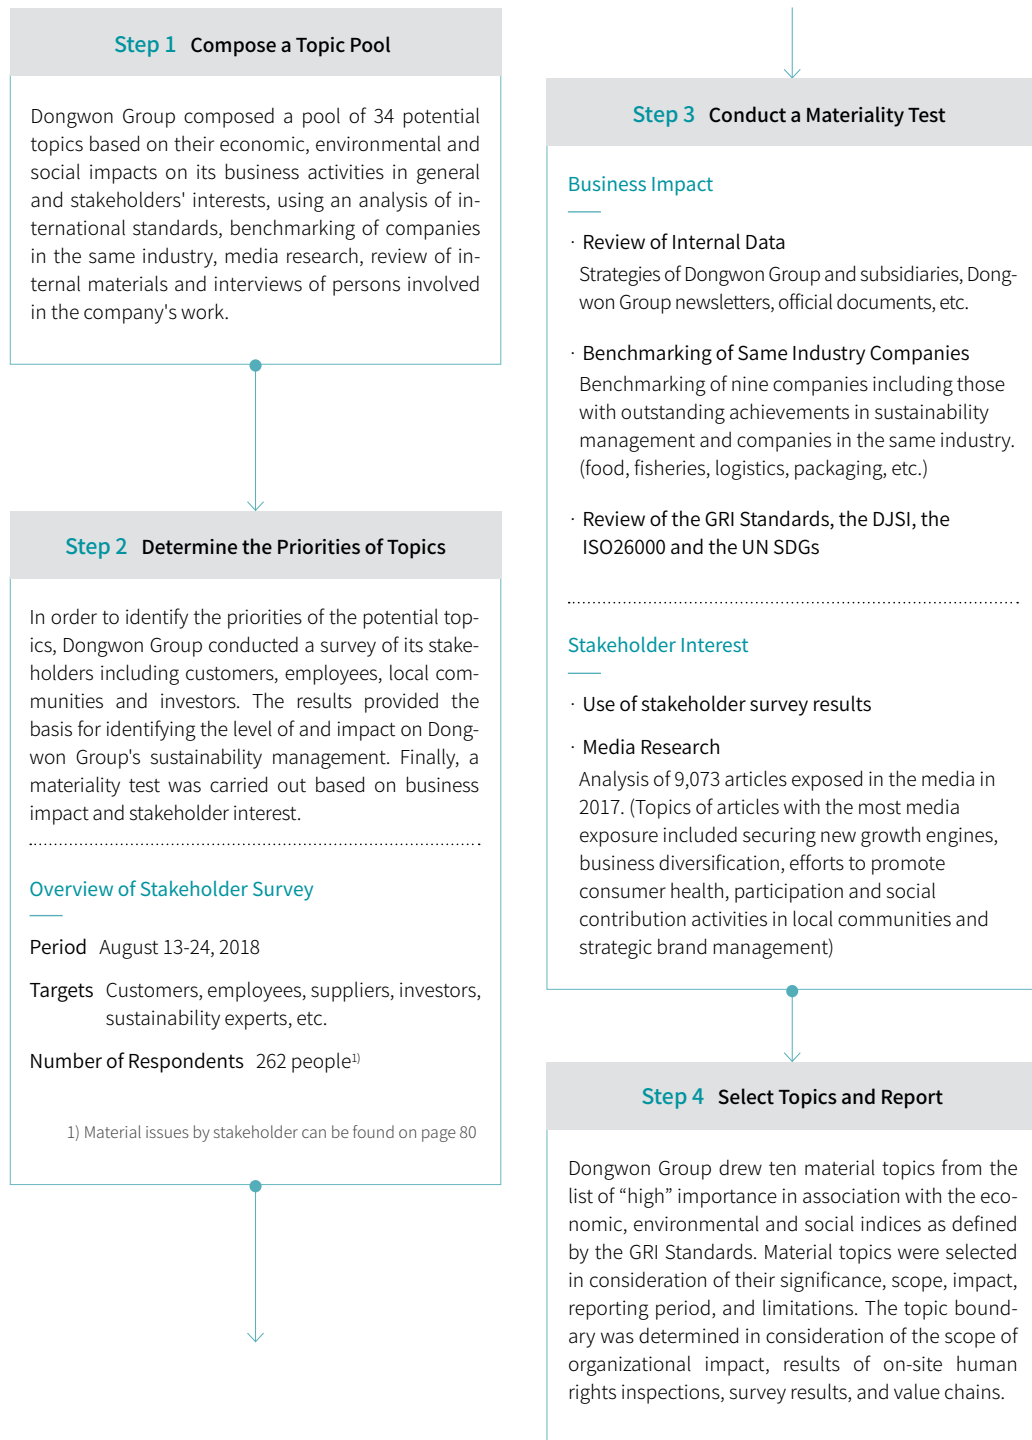 Step 1 Compose a Topic Pool
Dongwon Group composed a pool of 34 potential
topics based on their economic, environmental and
social impacts on its business activities in general
and stakeholders' interests, using an analysis of in-
ternational standards, benchmarking of companies
in the same industry, media research, review of in-
ternal materials and interviews of persons involved
in the company's work.
Step 2 Determine the Priorities of Topics
In order to identify the priorities of the potential top-
ics, Dongwon Group conducted a survey of its stake-
holders including customers, employees, local com-
munities and investors. The results provided the
basis for identifying the level of and impact on Dong-
won Group's sustainability management. Finally, a
materiality test was carried out based on business
impact and stakeholder interest.
Overview of Stakeholder Survey
Period August 13-24, 2018
Targets Customers, employees, suppliers, investors,
sustainability experts, etc.
Number of Respondents 262 people1)
1) Material issues by stakeholder can be found on page 80
Step 3 Conduct a Materiality Test
Business Impact
· Review of Internal Data
Strategies of Dongwon Group and subsidiaries, Dong-
won Group newsletters, official documents, etc.
· Benchmarking of Same Industry Companies
Benchmarking of nine companies including those
with outstanding achievements in sustainability
management and companies in the same industry.
(food, fisheries, logistics, packaging, etc.)
· Review of the GRI Standards, the DJSI, the
ISO26000 and the UN SDGs
Stakeholder Interest
· Use of stakeholder survey results
· Media Research
Analysis of 9,073 articles exposed in the media in
2017. (Topics of articles with the most media
exposure included securing new growth engines,
business diversification, efforts to promote
consumer health, participation and social
contribution activities in local communities and
strategic brand management)
Step 4 Select Topics and Report
Dongwon Group drew ten material topics from the
list of “high” importance in association with the eco-
nomic, environmental and social indices as defined
by the GRI Standards. Material topics were selected
in consideration of their significance, scope, impact,
reporting period, and limitations. The topic bound-
ary was determined in consideration of the scope of
organizational impact, results of on-site human
rights inspections, survey results, and value chains.